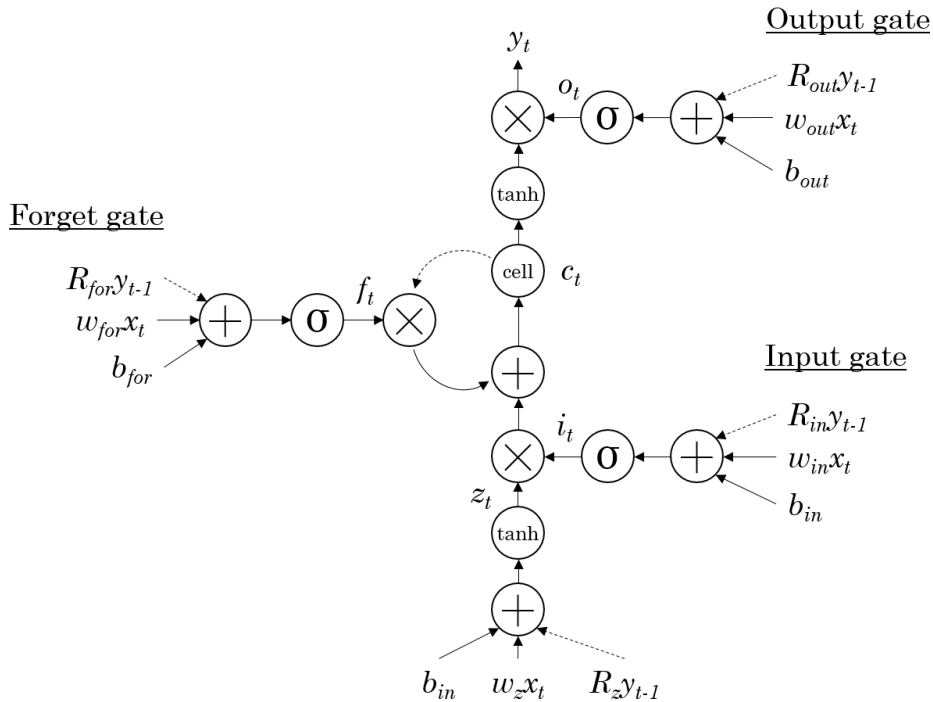 Output gate
y_t
R_out y_t-1
o_t
× σ + w_out x_t
b_out
tanh
Forget gate
cell c_t
R_for y_t-1
f_t
w_for x_t + σ ×
b_for
+
Input gate
R_in y_t-1
i_t
× σ + w_in x_t
z_t
b_in
tanh
+
b_in w_z x_t R_z y_t-1